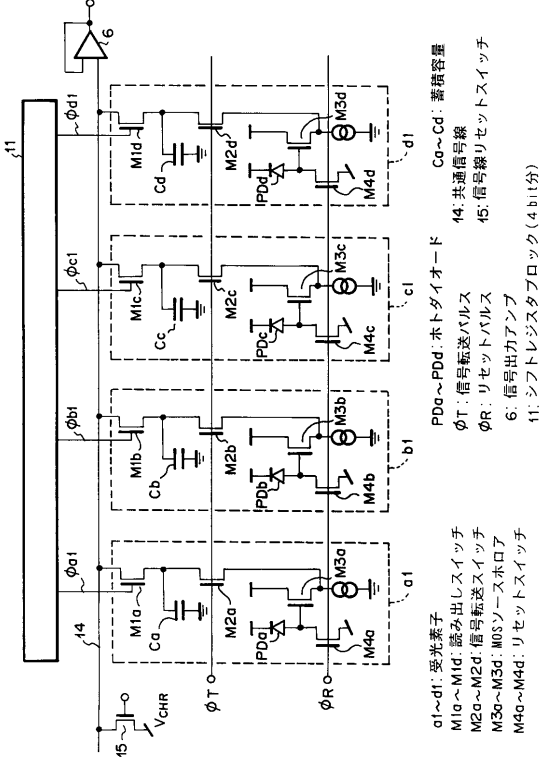 11
6
Φa1
Φb1
Φc1
Φd1
14
15
VCHR
M1a
M1b
M1c
M1d
Ca
Cb
Cc
Cd
ΦT
M2a
M2b
M2c
M2d
M3a
M3b
M3c
M3d
PDa
PDb
PDc
PDd
ΦR
M4a
M4b
M4c
M4d
a1
b1
c1
d1
a1~d1: 受光素子
M1a~M1d: 読み出しスイッチ
M2a~M2d: 信号転送スイッチ
M3a~M3d: MOSソースホロア
M4a~M4d: リセットスイッチ
PDa~PDd: ホトダイオード
ΦT: 信号転送パルス
ΦR: リセットパルス
6: 信号出力アンプ
11: シフトレジスタブロック(4bit分)
Ca~Cd: 蓄積容量
14: 共通信号線
15: 信号線リセットスイッチ